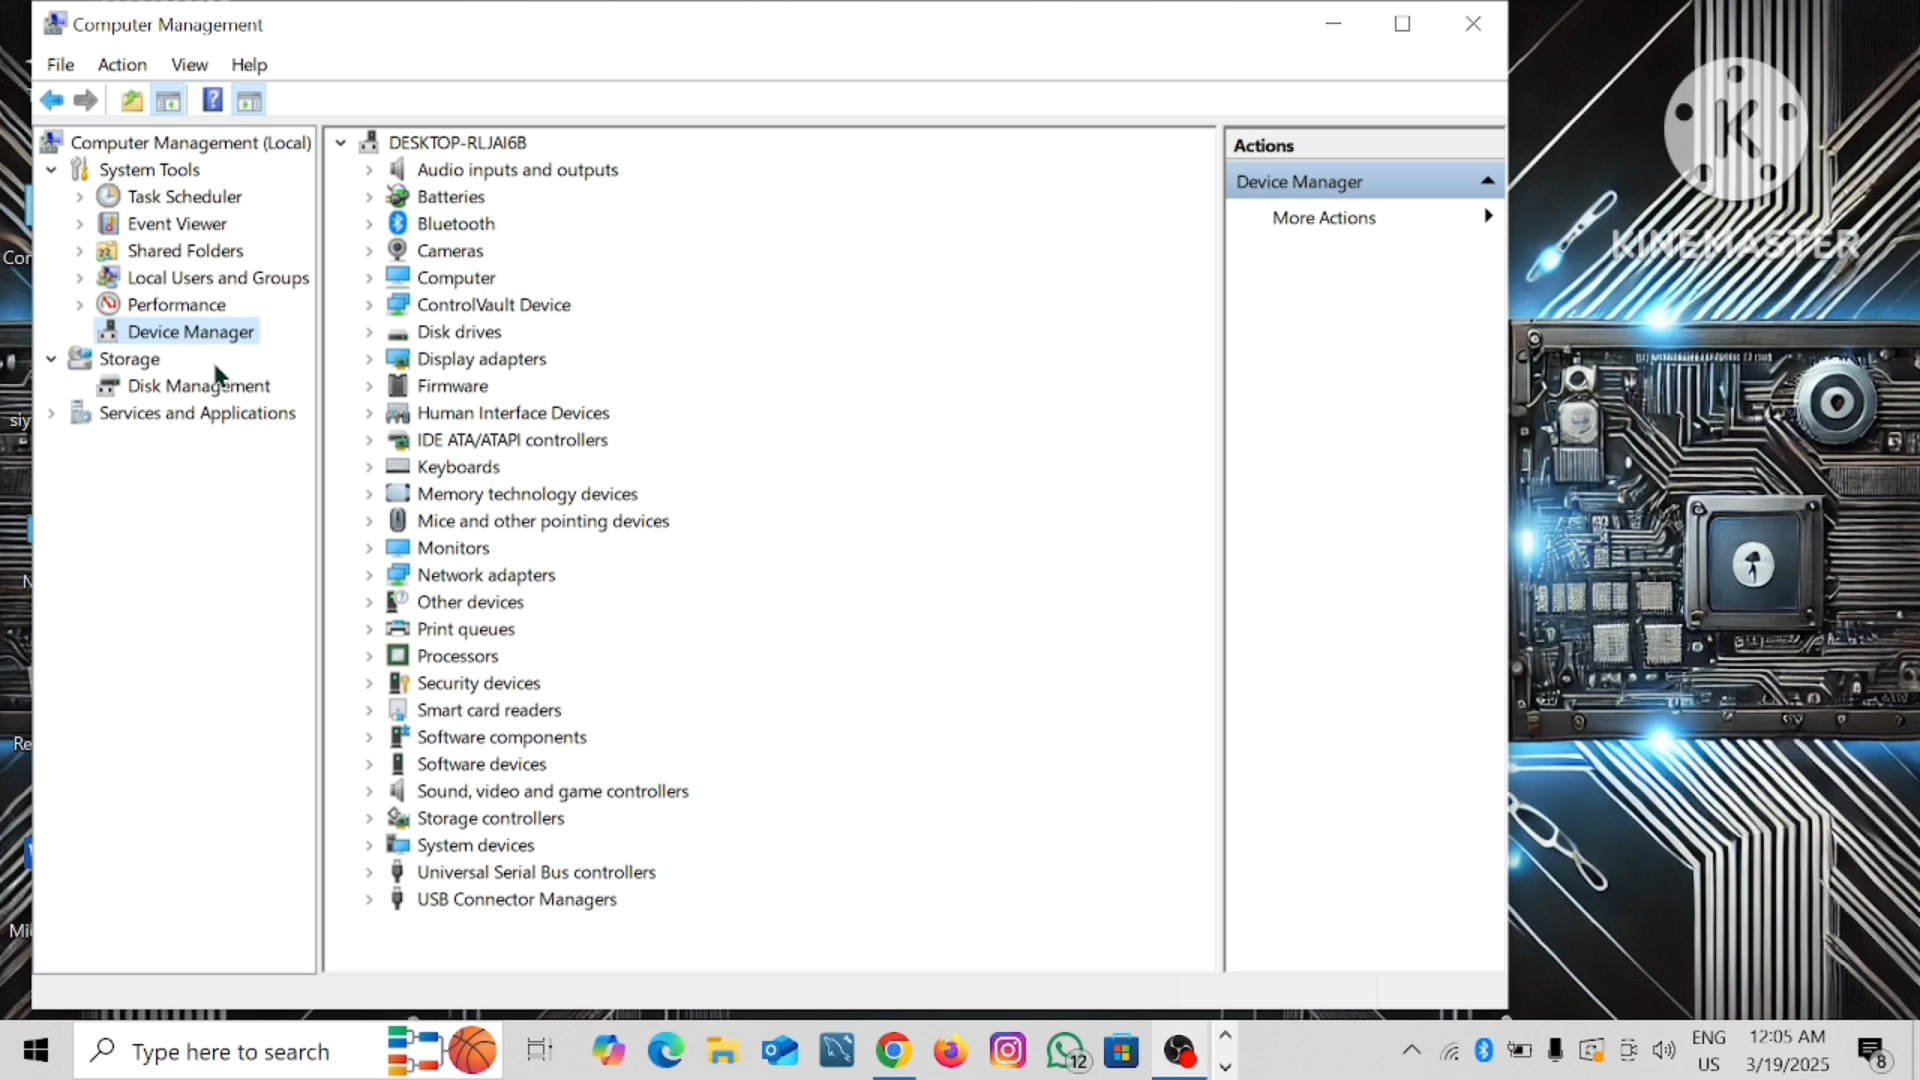 Computer Management
File Action View Help
Computer Management (Local)
System Tools
Task Scheduler
Event Viewer
Shared Folders
Local Users and Groups
Performance
Device Manager
Storage
Disk Management
Services and Applications
DESKTOP-RLJAI6B
Audio inputs and outputs
Batteries
Bluetooth
Cameras
Computer
ControlVault Device
Disk drives
Display adapters
Firmware
Human Interface Devices
IDE ATA/ATAPI controllers
Keyboards
Memory technology devices
Mice and other pointing devices
Monitors
Network adapters
Other devices
Print queues
Processors
Security devices
Smart card readers
Software components
Software devices
Sound, video and game controllers
Storage controllers
System devices
Universal Serial Bus controllers
USB Connector Managers
Actions
Device Manager
More Actions
K
KINEMASTER
Cor
siy
N
Re
Mi
Type here to search
12
ENG
US
12:05 AM
3/19/2025
8